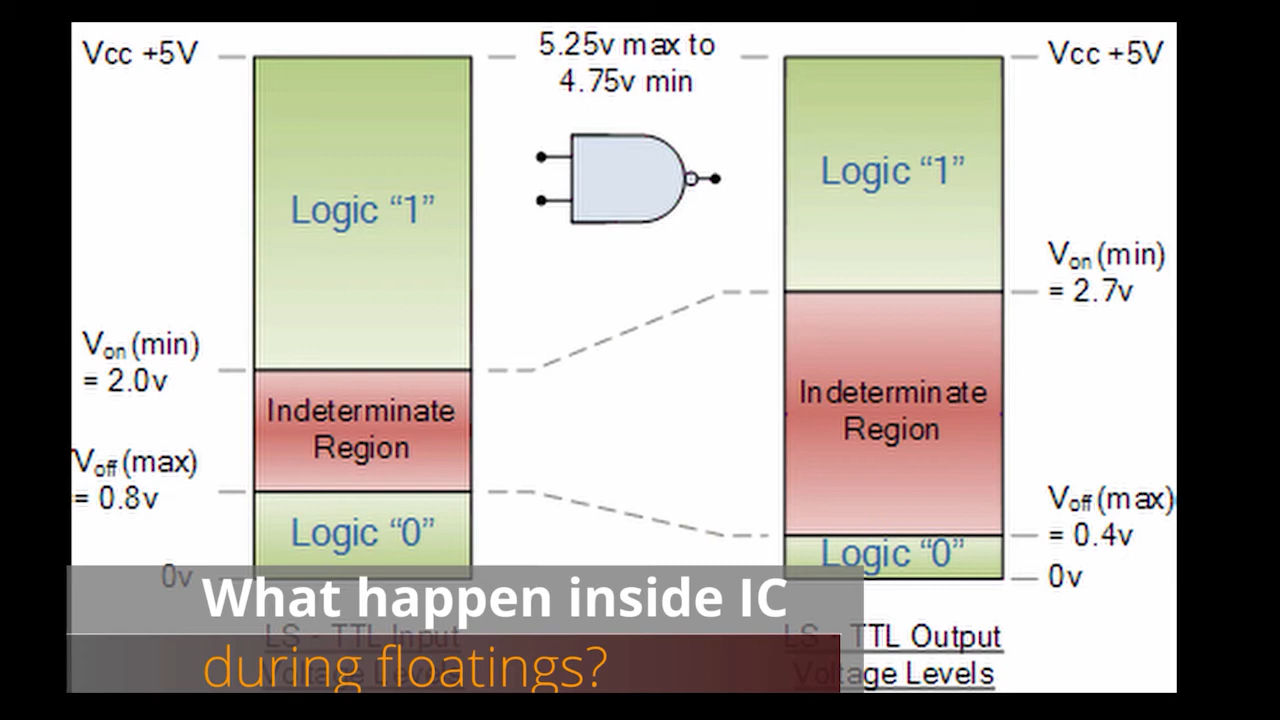 Vcc +5V
5.25v max to
4.75v min
Vcc +5V
Logic “1”
Logic “1”
Von (min)
= 2.0v
Von (min)
= 2.7v
Indeterminate
Region
Indeterminate
Region
Voff (max)
= 0.8v
Voff (max)
= 0.4v
Logic “0”
Logic “0”
0v
0v
What happen inside IC
during floatings?
LS - TTL Input
Voltage Levels
LS - TTL Output
Voltage Levels